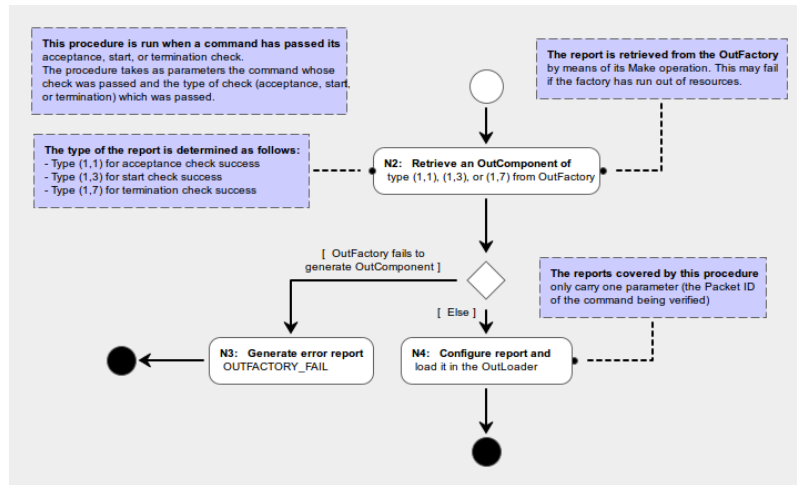 This procedure is run when a command has passed its
acceptance, start, or termination check.
The procedure takes as parameters the command whose
check was passed and the type of check (acceptance, start,
or termination) which was passed.
The report is retrieved from the OutFactory
by means of its Make operation. This may fail
if the factory has run out of resources.
The type of the report is determined as follows:
- Type (1,1) for acceptance check success
- Type (1,3) for start check success
- Type (1,7) for termination check success
N2: Retrieve an OutComponent of
type (1,1), (1,3), or (1,7) from OutFactory
[ OutFactory fails to
generate OutComponent ]
The reports covered by this procedure
only carry one parameter (the Packet ID
of the command being verified)
[ Else ]
N3: Generate error report
OUTFACTORY_FAIL
N4: Configure report and
load it in the OutLoader